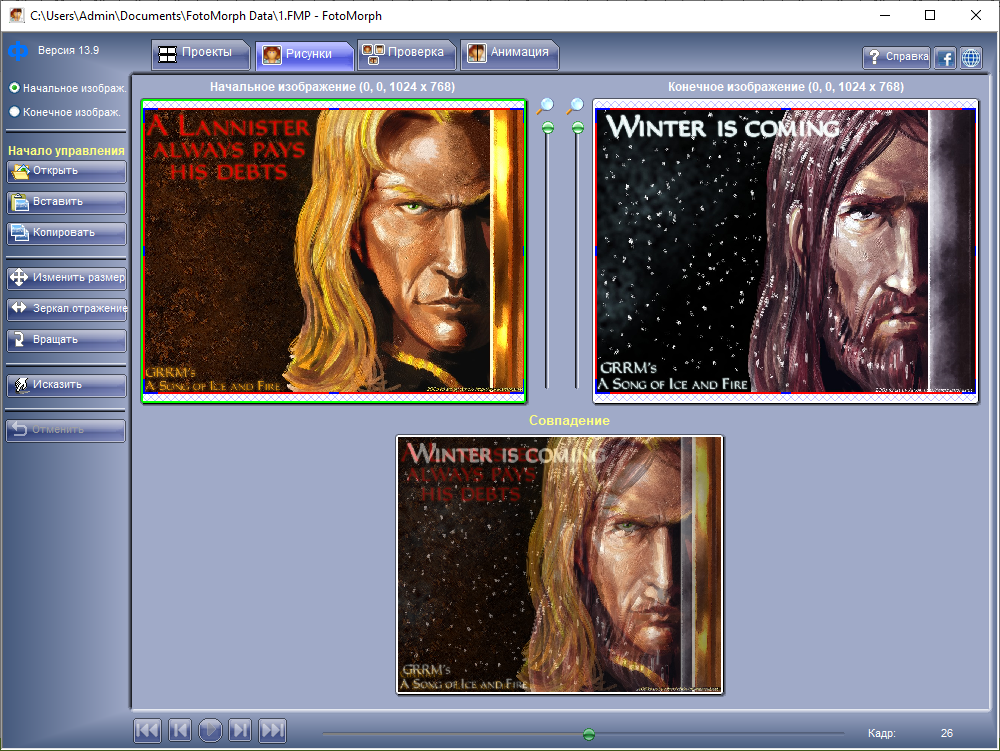 C:\Users\Admin\Documents\FotoMorph Data\1.FMP - FotoMorph
Версия 13.9
Проекты
Рисунки
Проверка
Анимация
? Справка
Начальное изображ.
Конечное изображ.
Начало управления
Открыть
Вставить
Копировать
Изменить размер
Зеркал.отражение
Вращать
Исказить
Отменить
Начальное изображение (0, 0, 1024 x 768)
A Lannister
always pays
his debts
GRRM's
A Song of Ice and Fire
Конечное изображение (0, 0, 1024 x 768)
Winter is coming
GRRM's
A Song of Ice and Fire
Совпадение
Winter is coming
always pays
his debts
GRRM's
A Song of Ice and Fire
Кадр: 26